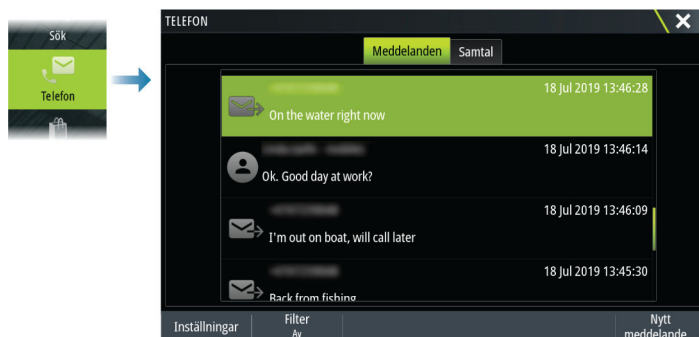 Sök
Telefon
TELEFON
Meddelanden Samtal
18 Jul 2019 13:46:28
On the water right now
18 Jul 2019 13:46:14
Ok. Good day at work?
18 Jul 2019 13:46:09
I'm out on boat, will call later
18 Jul 2019 13:45:30
Back from fishing
Inställningar
Filter
Av
Nytt
meddelande